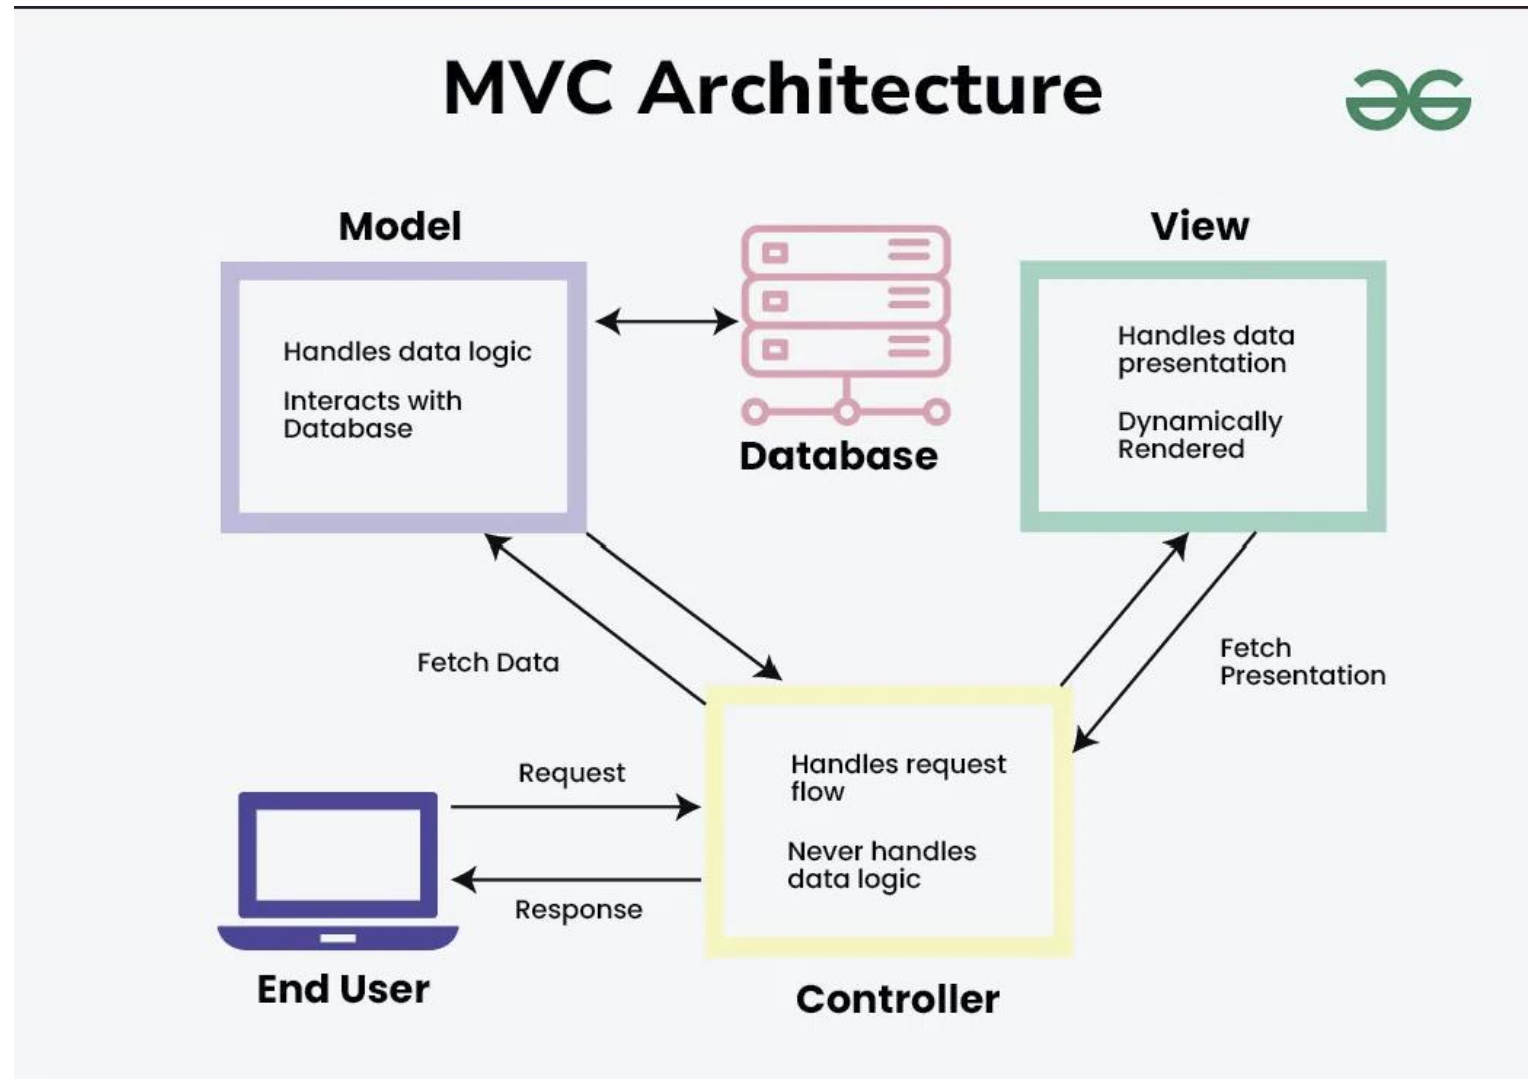 MVC Architecture
Model
View
Handles data logic
Interacts with
Database
Database
Handles data
presentation
Dynamically
Rendered
Fetch Data
Fetch
Presentation
Request
Response
Handles request
flow
Never handles
data logic
End User
Controller